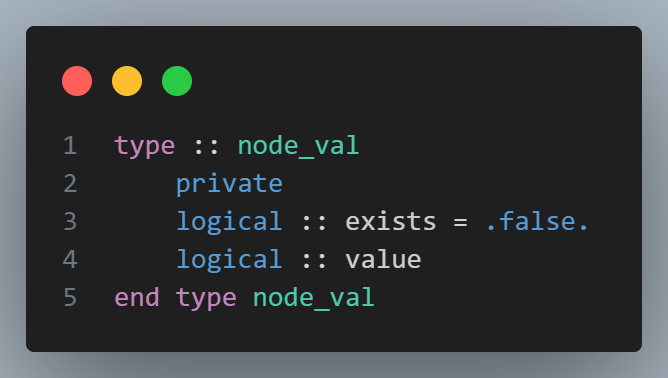 1 type :: node_val
2     private
3     logical :: exists = .false.
4     logical :: value
5 end type node_val